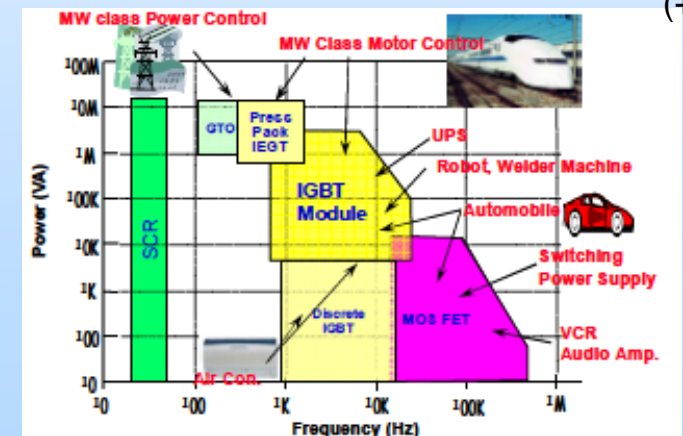 (+
MW class Power Control
MW Class Motor Control
100M
10M
1M
100K
10K
1K
100
10
Power (VA)
SCR
GTO
Press
Pack
IEGT
IGBT
Module
UPS
Robot, Welder Machine
Automobile
Switching
Power Supply
Discrete
IGBT
MOS FET
VCR
Audio Amp.
Air Con.
10
100
1K
10K
100K
1M
Frequency (Hz)